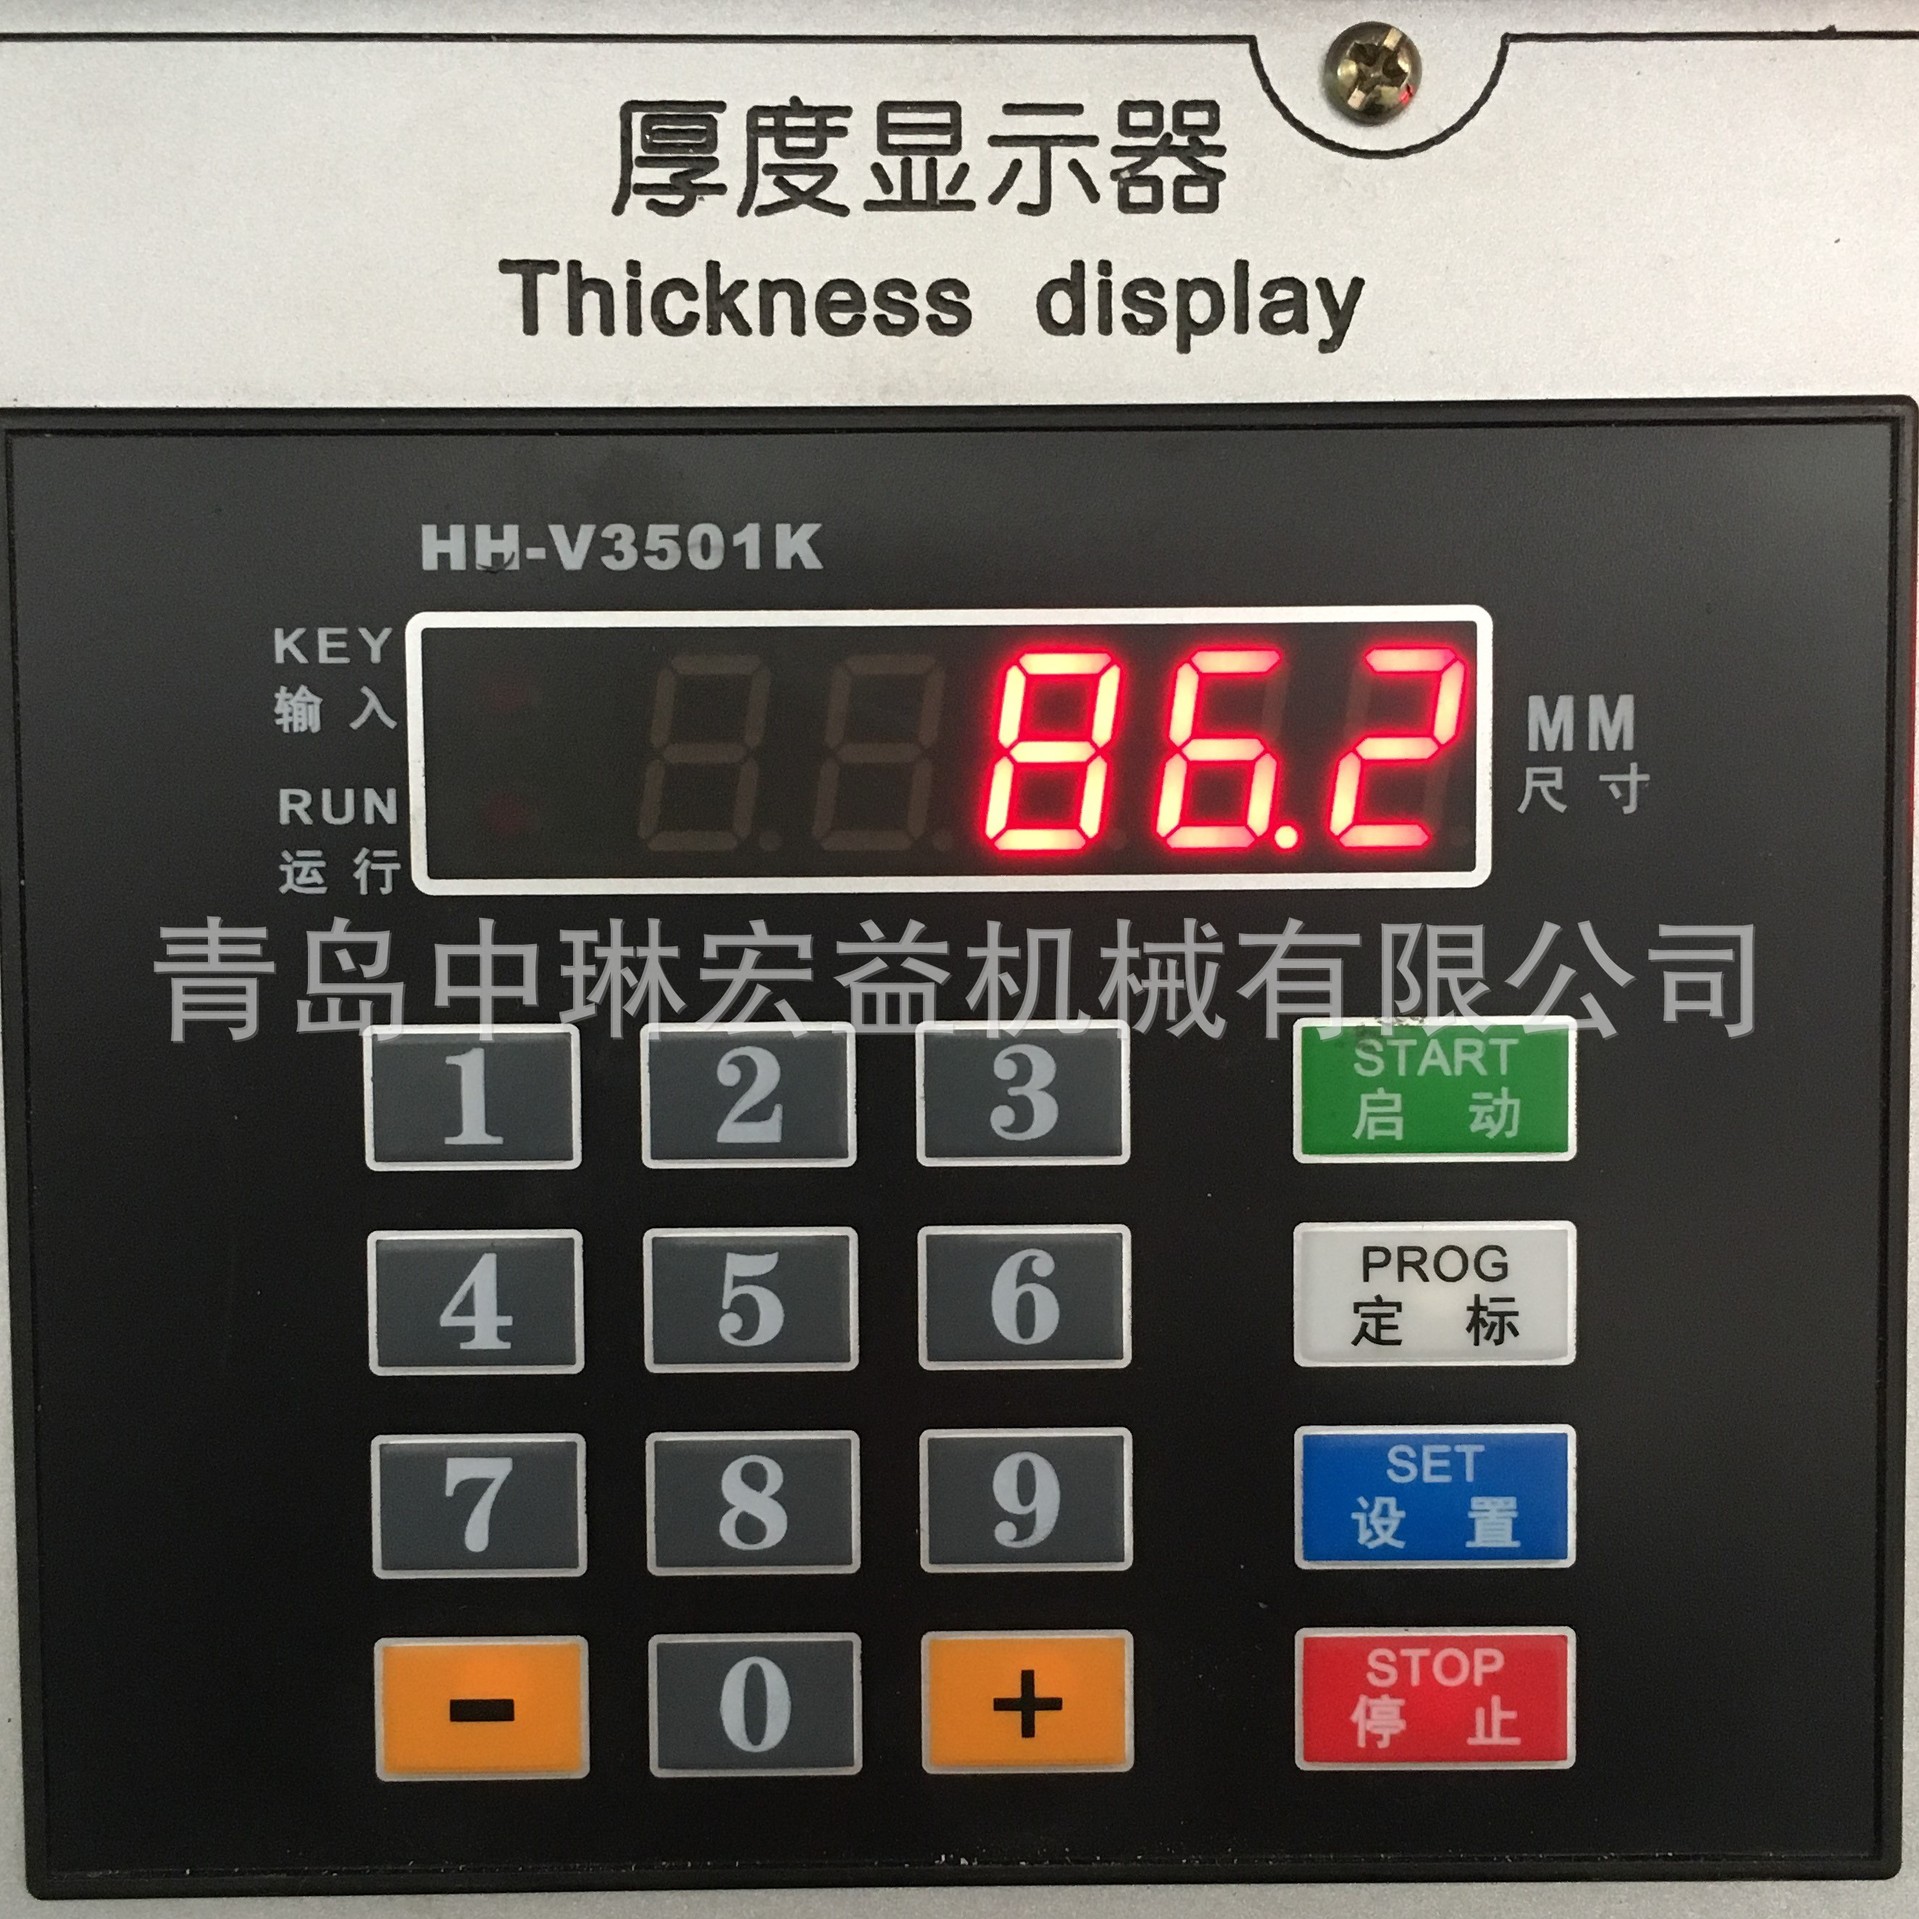 厚度显示器
Thickness display
HH-V3501K
KEY
输入
86.2
MM
尺寸
RUN
运行
青岛中琳宏益机械有限公司
1 2 3 START
启动
4 5 6 PROG
定标
7 8 9 SET
设置
- 0 + STOP
停止